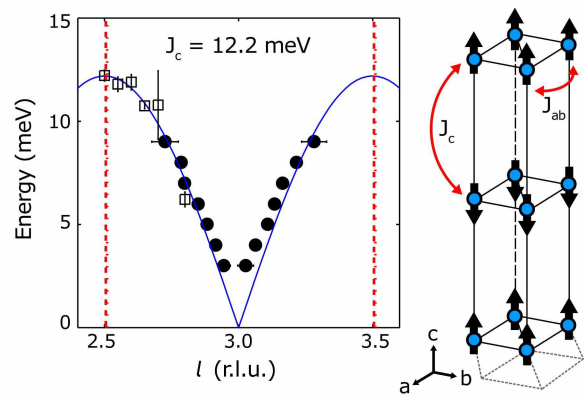 15
10
5
0
Energy (meV)
J_c = 12.2 meV
2.5
3.0
3.5
l (r.l.u.)
J_c
J_ab
c
a
b